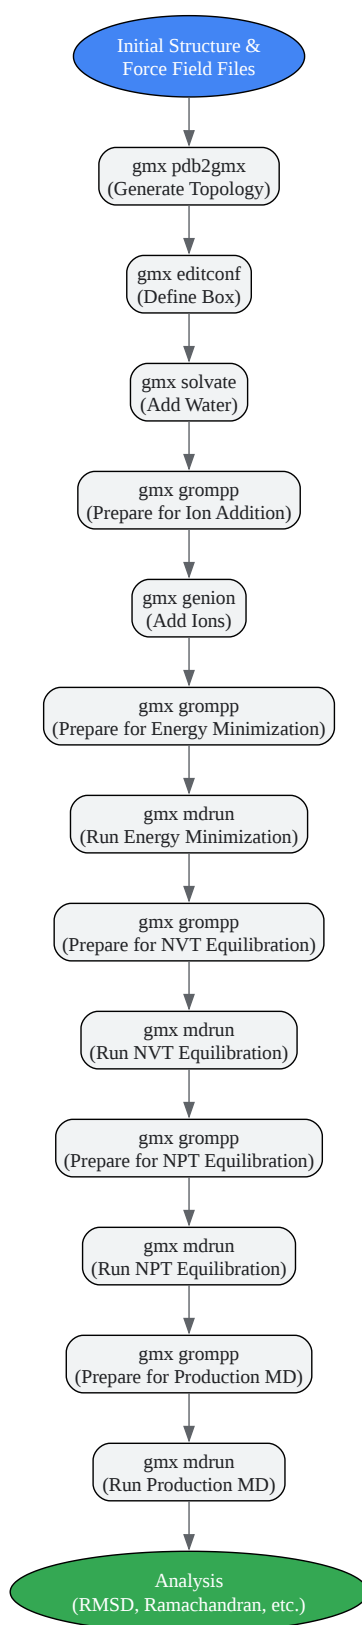 Initial Structure &
Force Field Files
gmx pdb2gmx
(Generate Topology)
gmx editconf
(Define Box)
gmx solvate
(Add Water)
gmx grompp
(Prepare for Ion Addition)
gmx genion
(Add Ions)
gmx grompp
(Prepare for Energy Minimization)
gmx mdrun
(Run Energy Minimization)
gmx grompp
(Prepare for NVT Equilibration)
gmx mdrun
(Run NVT Equilibration)
gmx grompp
(Prepare for NPT Equilibration)
gmx mdrun
(Run NPT Equilibration)
gmx grompp
(Prepare for Production MD)
gmx mdrun
(Run Production MD)
Analysis
(RMSD, Ramachandran, etc.)